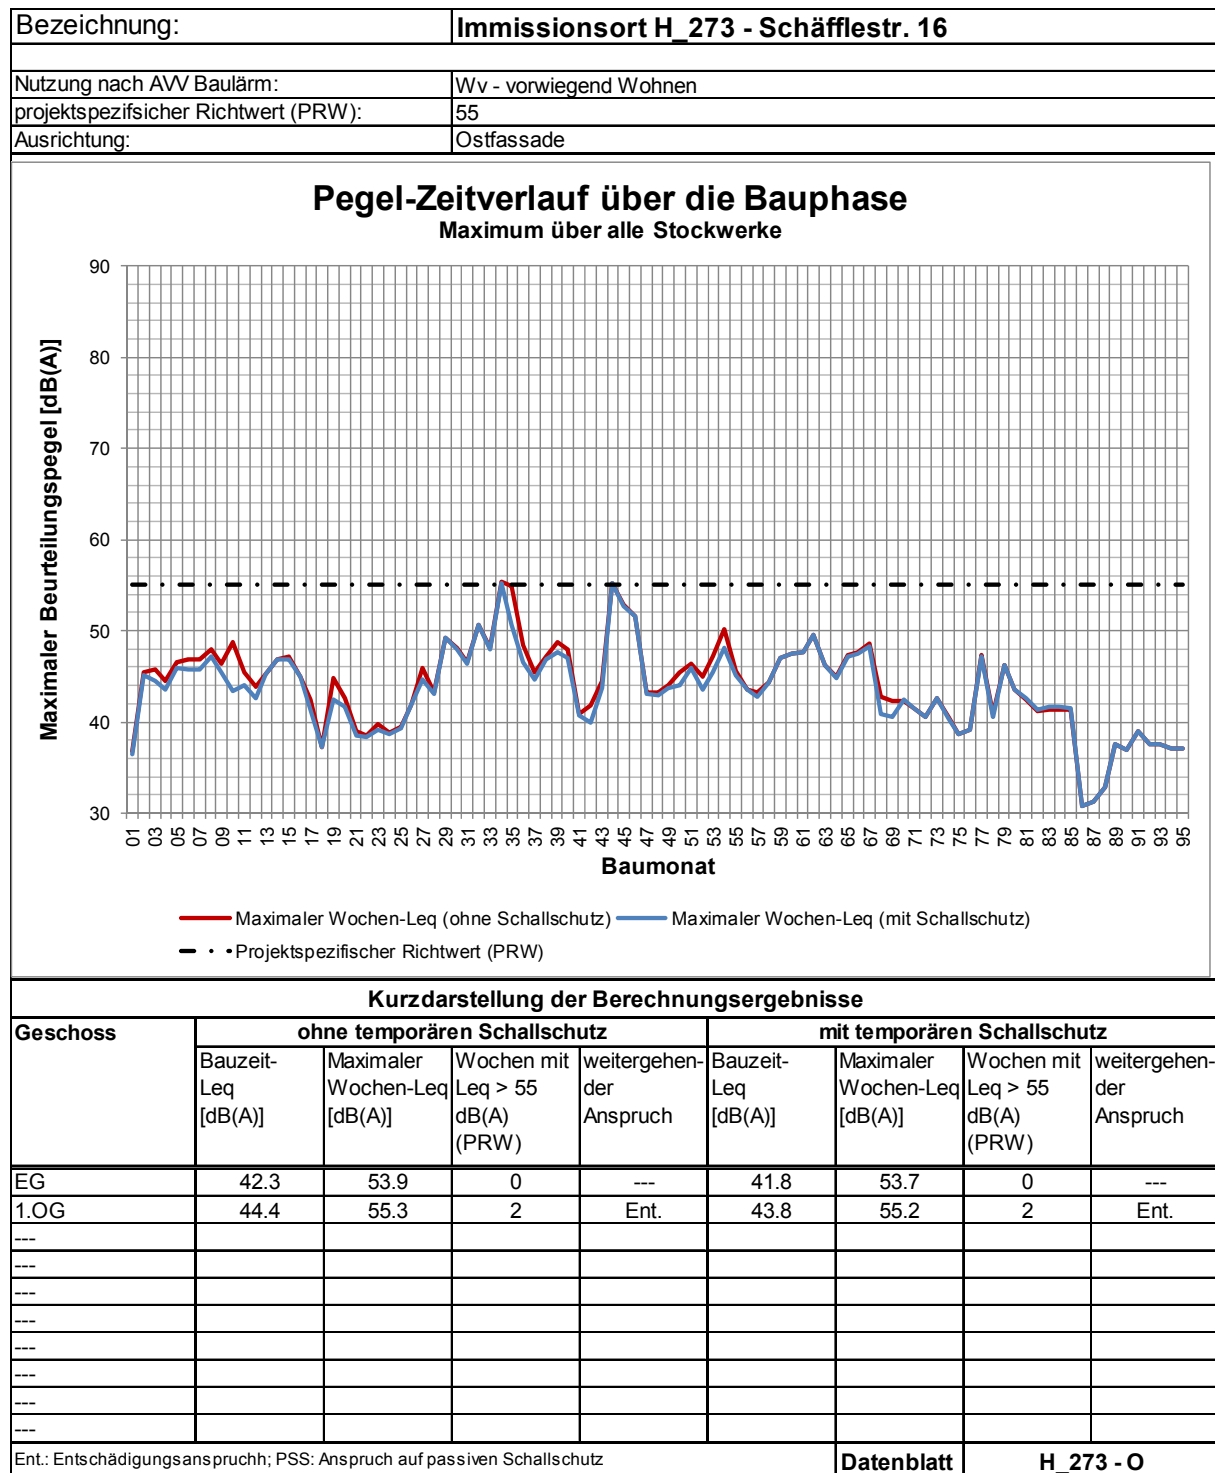 Bezeichnung: Immissionsort H_273 - Schäfflestr. 16
Nutzung nach AVV Baulärm: Wv - vorwiegend Wohnen
projektspezifsicher Richtwert (PRW): 55
Ausrichtung: Ostfassade
Pegel-Zeitverlauf über die Bauphase
Maximum über alle Stockwerke
Maximaler Beurteilungspegel [dB(A)]
90
80
70
60
50
40
30
01 03 05 07 09 11 13 15 17 19 21 23 25 27 29 31 33 35 37 39 41 43 45 47 49 51 53 55 57 59 61 63 65 67 69 71 73 75 77 79 81 83 85 87 89 91 93 95
Baumonat
Maximaler Wochen-Leq (ohne Schallschutz) Maximaler Wochen-Leq (mit Schallschutz)
Projektspezifischer Richtwert (PRW)
Kurzdarstellung der Berechnungsergebnisse
Geschoss ohne temporären Schallschutz mit temporären Schallschutz
Bauzeit- Maximaler Wochen mit weitergehen- Bauzeit- Maximaler Wochen mit weitergehen-
Leq Wochen-Leq Leq > 55 der Leq Wochen-Leq Leq > 55 der
[dB(A)] [dB(A)] dB(A) Anspruch [dB(A)] [dB(A)] dB(A) Anspruch
(PRW) (PRW)
EG 42.3 53.9 0 --- 41.8 53.7 0 ---
1.OG 44.4 55.3 2 Ent. 43.8 55.2 2 Ent.
---
---
---
---
---
---
---
---
Ent.: Entschädigungsanspruchh; PSS: Anspruch auf passiven Schallschutz Datenblatt H_273 - O